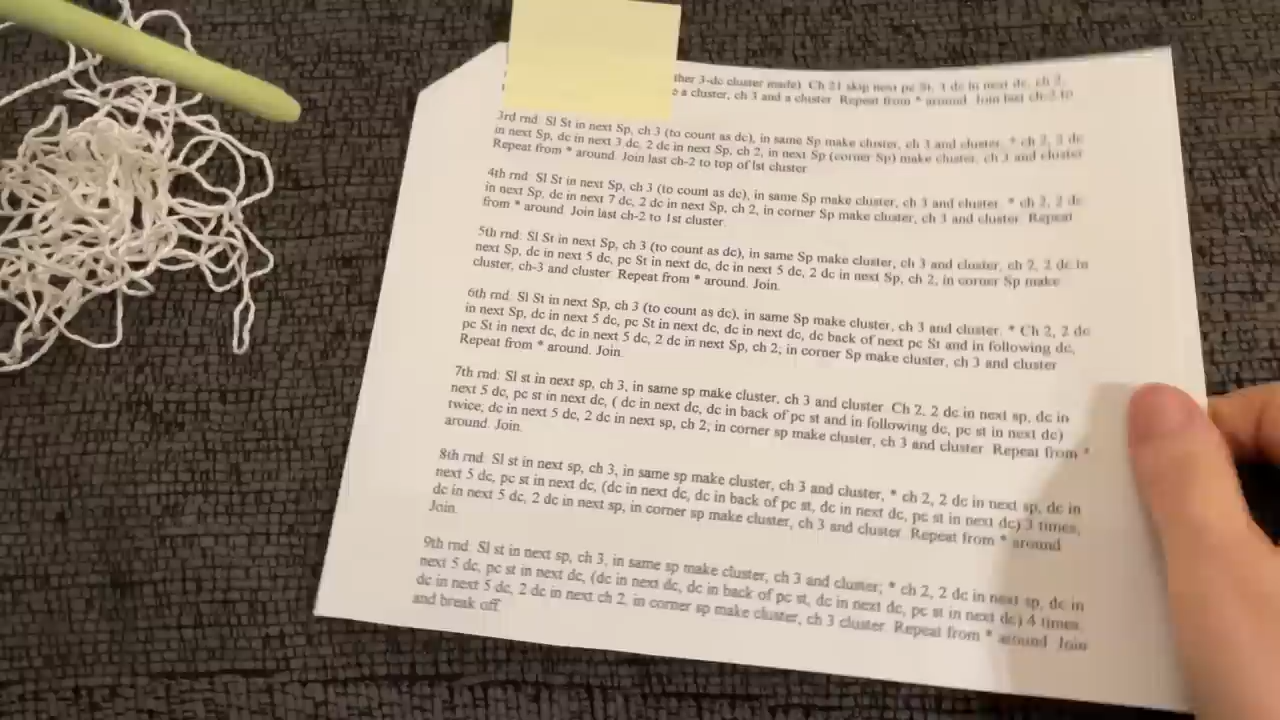 ther 3-dc cluster made) Ch 21 skip next pc St, 1 dc in next dc, ch 2,
a cluster, ch 3 and a cluster Repeat from * around Join last ch-2 to
3rd rnd: Sl St in next Sp, ch 3 (to count as dc), in same Sp make cluster, ch 3 and cluster. * ch 2, 2 dc
in next Sp, dc in next 3 dc, 2 dc in next Sp, ch 2, in next Sp (corner Sp) make cluster, ch 3 and cluster
Repeat from * around. Join last ch-2 to top of 1st cluster
4th rnd: Sl St in next Sp, ch 3 (to count as dc), in same Sp make cluster, ch 3 and cluster. * ch 2, 2 dc
in next Sp, dc in next 7 dc, 2 dc in next Sp, ch 2, in corner Sp make cluster, ch 3 and cluster Repeat
from * around. Join last ch-2 to 1st cluster.
5th rnd: Sl St in next Sp, ch 3 (to count as dc), in same Sp make cluster, ch 3 and cluster, ch 2, 2 dc in
next Sp, dc in next 5 dc, pc St in next dc, dc in next 5 dc, 2 dc in next Sp, ch 2, in corner Sp make
cluster, ch-3 and cluster Repeat from * around. Join.
6th rnd: Sl St in next Sp, ch 3 (to count as dc), in same Sp make cluster, ch 3 and cluster. * Ch 2, 2 dc
in next Sp, dc in next 5 dc, pc St in next dc, dc in next dc, dc back of next pc St and in following dc,
pc St in next dc, dc in next 5 dc, 2 dc in next Sp, ch 2; in corner Sp make cluster, ch 3 and cluster
Repeat from * around. Join.
7th rnd: Sl st in next sp, ch 3, in same sp make cluster, ch 3 and cluster Ch 2, 2 dc in next sp, dc in
next 5 dc, pc st in next dc, ( dc in next dc, dc in back of pc st and in following dc, pc st in next dc)
twice, dc in next 5 dc, 2 dc in next sp, ch 2; in corner sp make cluster, ch 3 and cluster Repeat from *
around. Join.
8th rnd: Sl st in next sp, ch 3, in same sp make cluster, ch 3 and cluster, * ch 2, 2 dc in next sp, dc in
next 5 dc, pc st in next dc, (dc in next dc, dc in back of pc st, dc in next dc, pc st in next dc) 3 times,
dc in next 5 dc, 2 dc in next sp, in corner sp make cluster, ch 3 and cluster Repeat from * around
Join.
9th rnd: Sl st in next sp, ch 3, in same sp make cluster, ch 3 and cluster; * ch 2, 2 dc in next sp, dc in
next 5 dc, pc st in next dc, (dc in next dc, dc in back of pc st, dc in next dc, pc st in next dc) 4 times.
dc in next 5 dc, 2 dc in next ch 2, in corner sp make cluster, ch 3 cluster Repeat from * around Join
and break off.